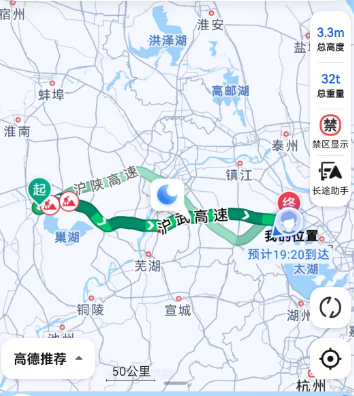 宿州
淮安
洪泽湖
盐
3.3m
总高度
蚌埠
高邮湖
32t
总重量
淮南
泰州
禁
禁区显示
镇江
沪陕高速
起
长途助手
终
沪武高速
我的位置
巢湖
预计19:20到达
太湖
芜湖
铜陵
宣城
湖州
池州
高德推荐
50公里
杭州